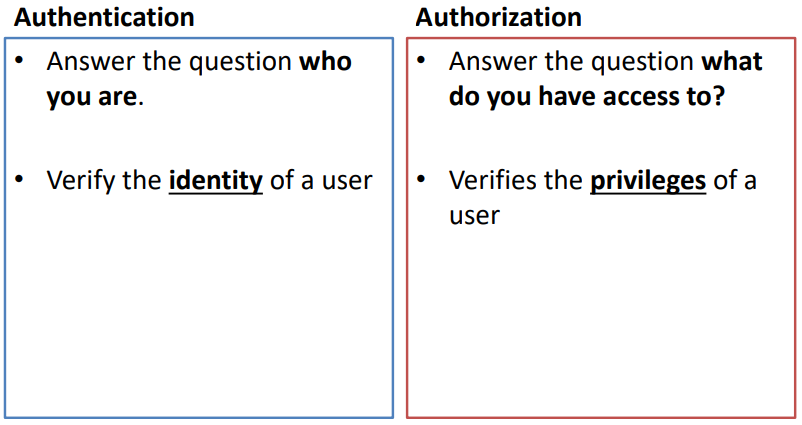 Authentication
• Answer the question who
you are.
• Verify the identity of a user
Authorization
• Answer the question what
do you have access to?
• Verifies the privileges of a
user